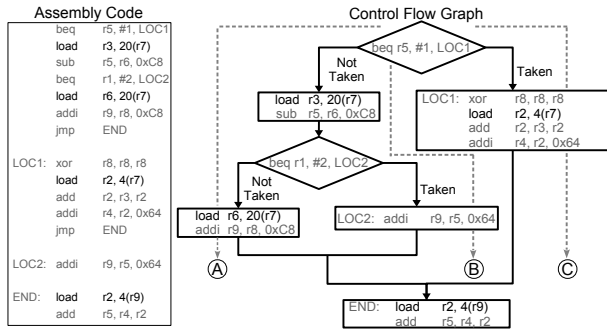 Assembly Code
beq r5, #1, LOC1
load r3, 20(r7)
sub r5, r6, 0xC8
beq r1, #2, LOC2
load r6, 20(r7)
addi r9, r8, 0xC8
jmp END
LOC1: xor r8, r8, r8
load r2, 4(r7)
add r2, r3, r2
addi r4, r2, 0x64
jmp END
LOC2: addi r9, r5, 0x64
END: load r2, 4(r9)
add r5, r4, r2
Control Flow Graph
beq r5, #1, LOC1
Not
Taken
Taken
load r3, 20(r7)
sub r5, r6, 0xC8
LOC1: xor r8, r8, r8
load r2, 4(r7)
add r2, r3, r2
addi r4, r2, 0x64
beq r1, #2, LOC2
Not
Taken
Taken
load r6, 20(r7)
addi r9, r8, 0xC8
LOC2: addi r9, r5, 0x64
A
B
C
END: load r2, 4(r9)
add r5, r4, r2